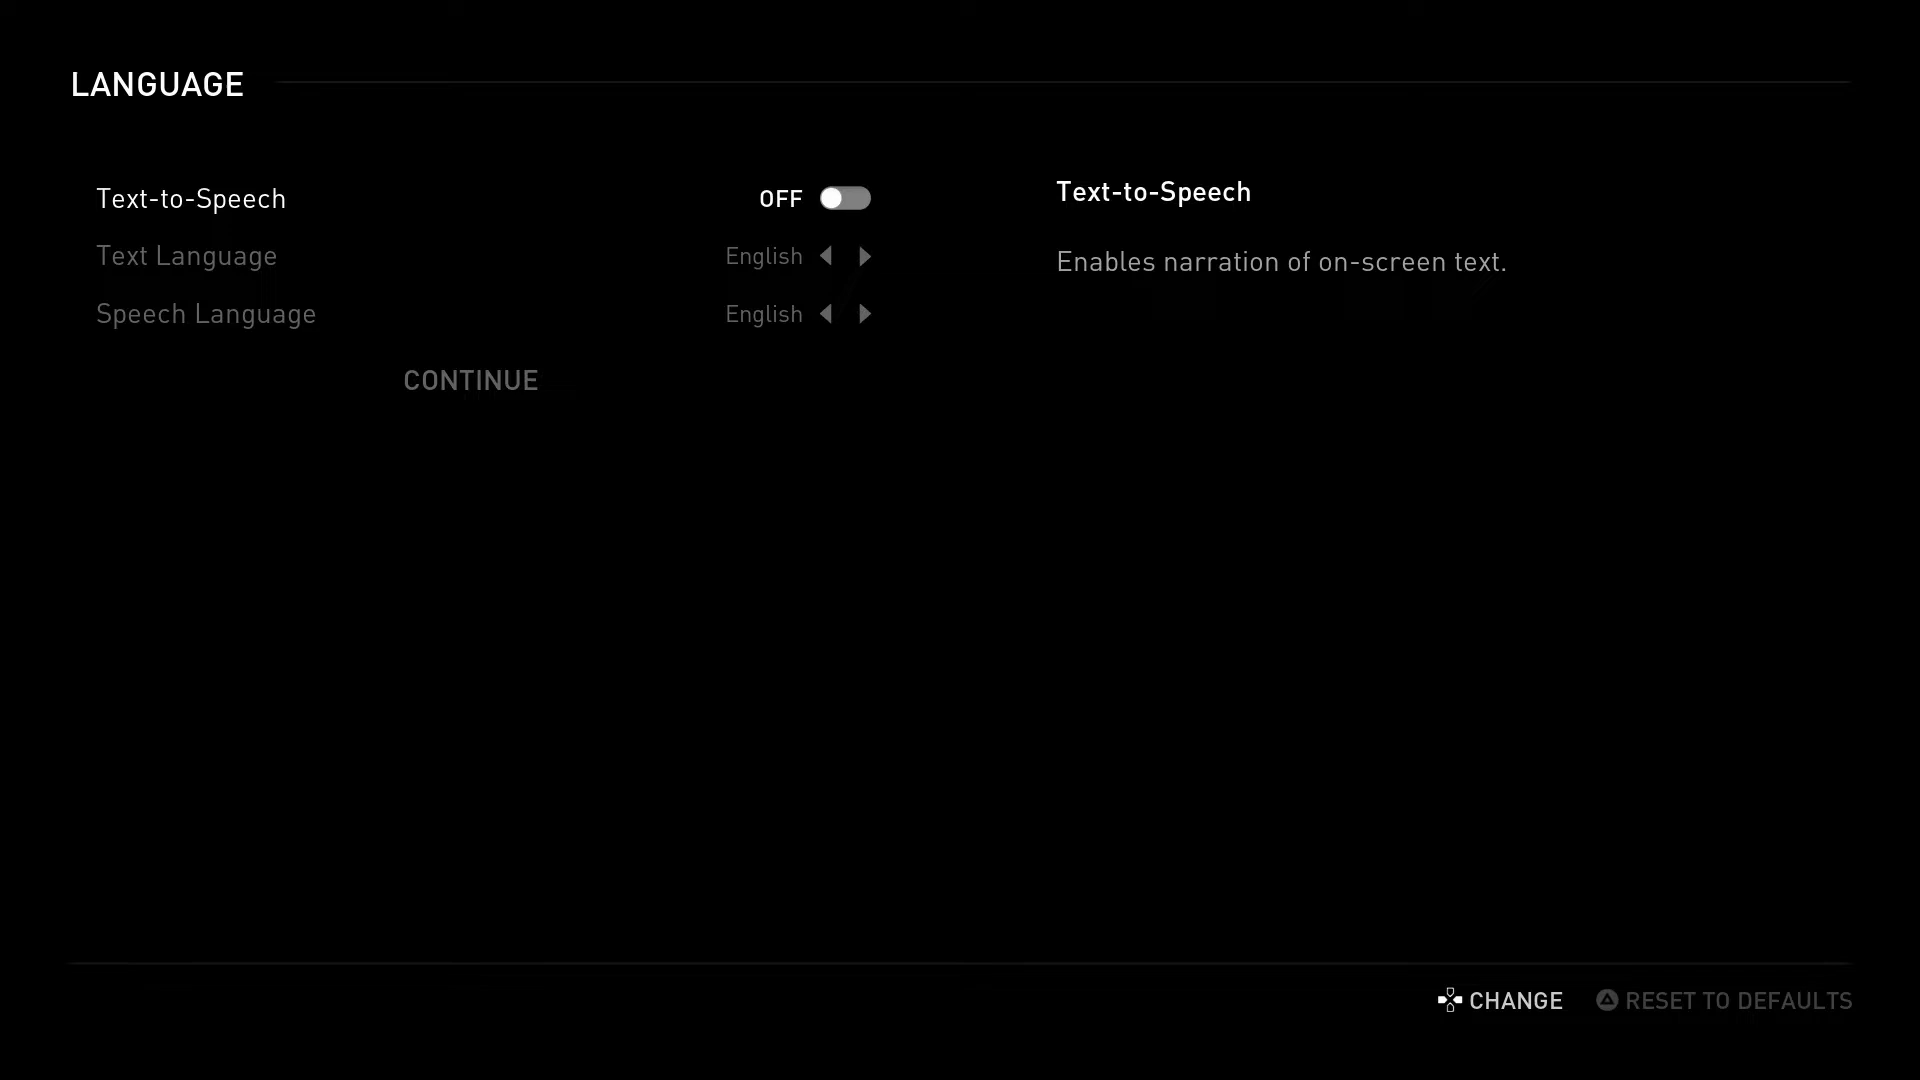 LANGUAGE
Text-to-Speech OFF
Text Language English
Speech Language English
CONTINUE
Text-to-Speech
Enables narration of on-screen text.
CHANGE RESET TO DEFAULTS